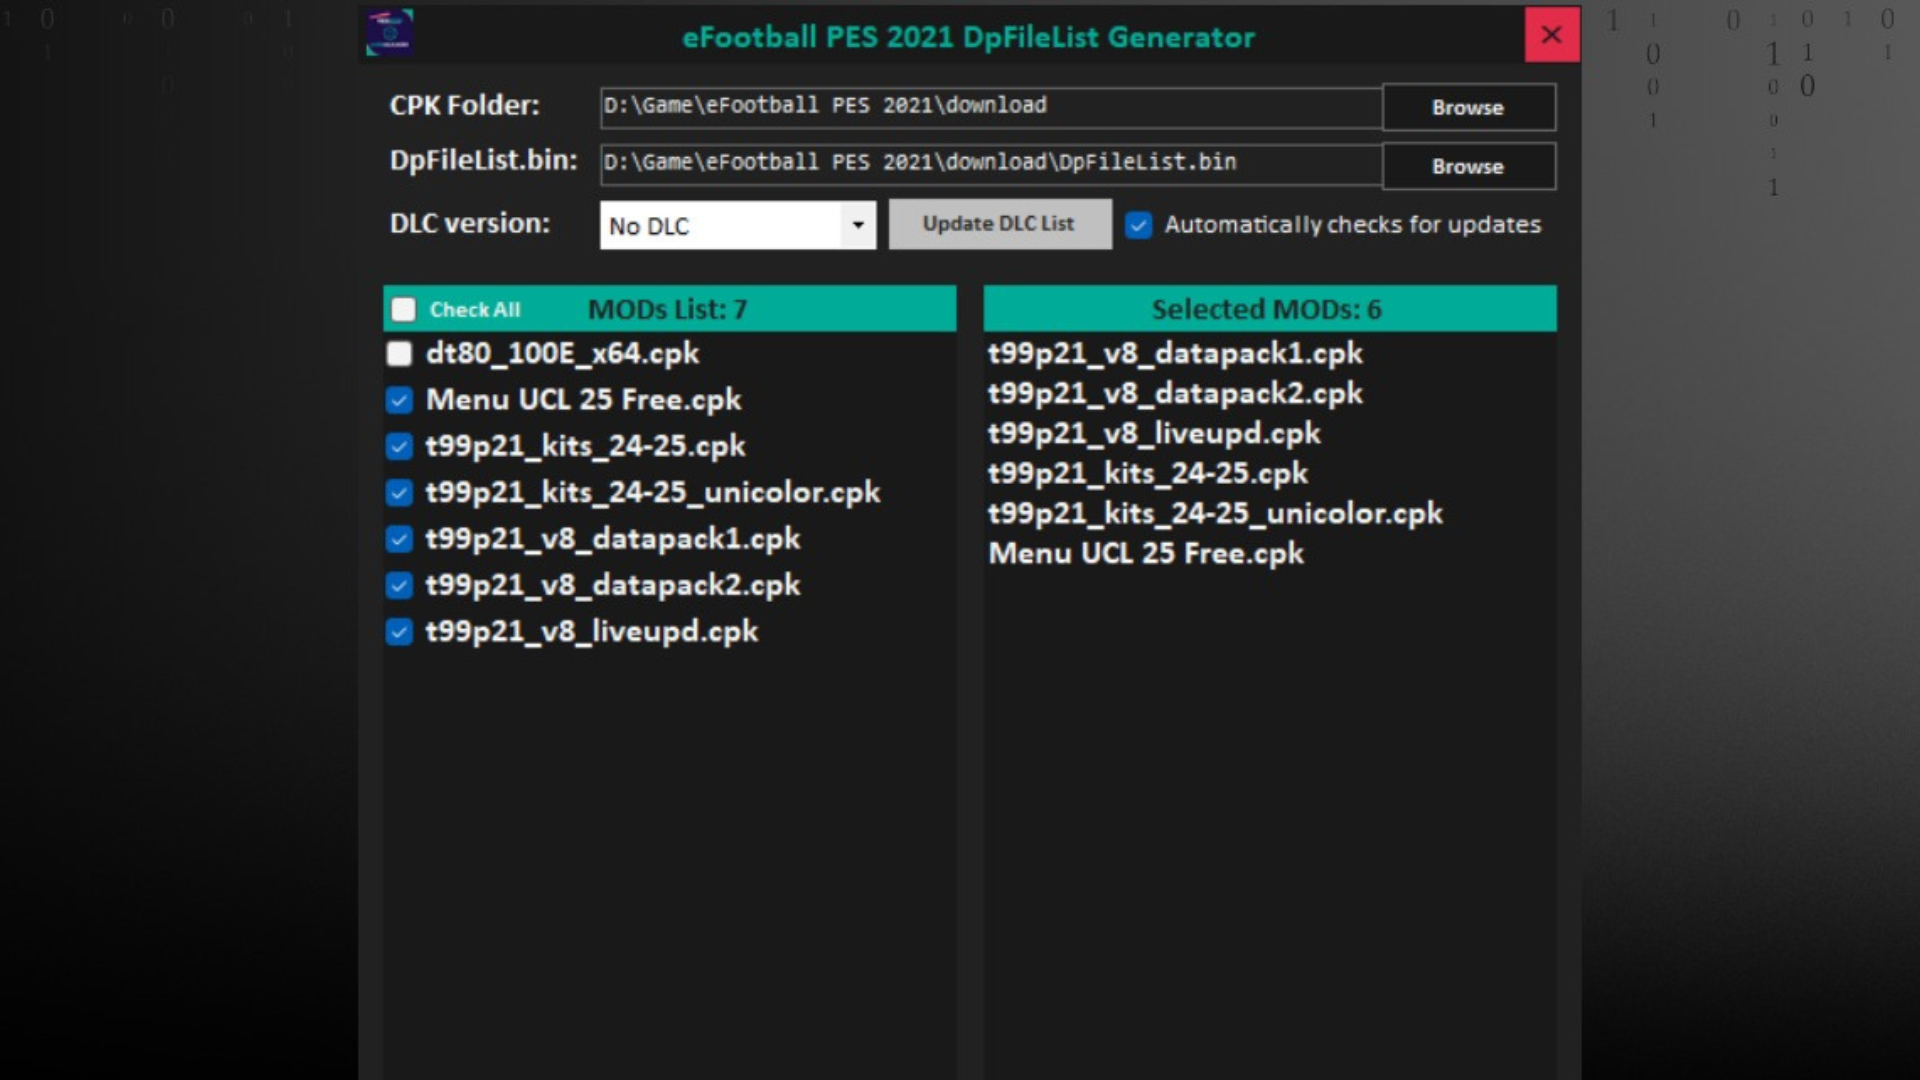 eFootball PES 2021 DpFileList Generator
CPK Folder: D:\Game\eFootball PES 2021\download Browse
DpFileList.bin: D:\Game\eFootball PES 2021\download\DpFileList.bin Browse
DLC version: No DLC Update DLC List Automatically checks for updates
Check All MODs List: 7
dt80_100E_x64.cpk
Menu UCL 25 Free.cpk
t99p21_kits_24-25.cpk
t99p21_kits_24-25_unicolor.cpk
t99p21_v8_datapack1.cpk
t99p21_v8_datapack2.cpk
t99p21_v8_liveupd.cpk
Selected MODs: 6
t99p21_v8_datapack1.cpk
t99p21_v8_datapack2.cpk
t99p21_v8_liveupd.cpk
t99p21_kits_24-25.cpk
t99p21_kits_24-25_unicolor.cpk
Menu UCL 25 Free.cpk